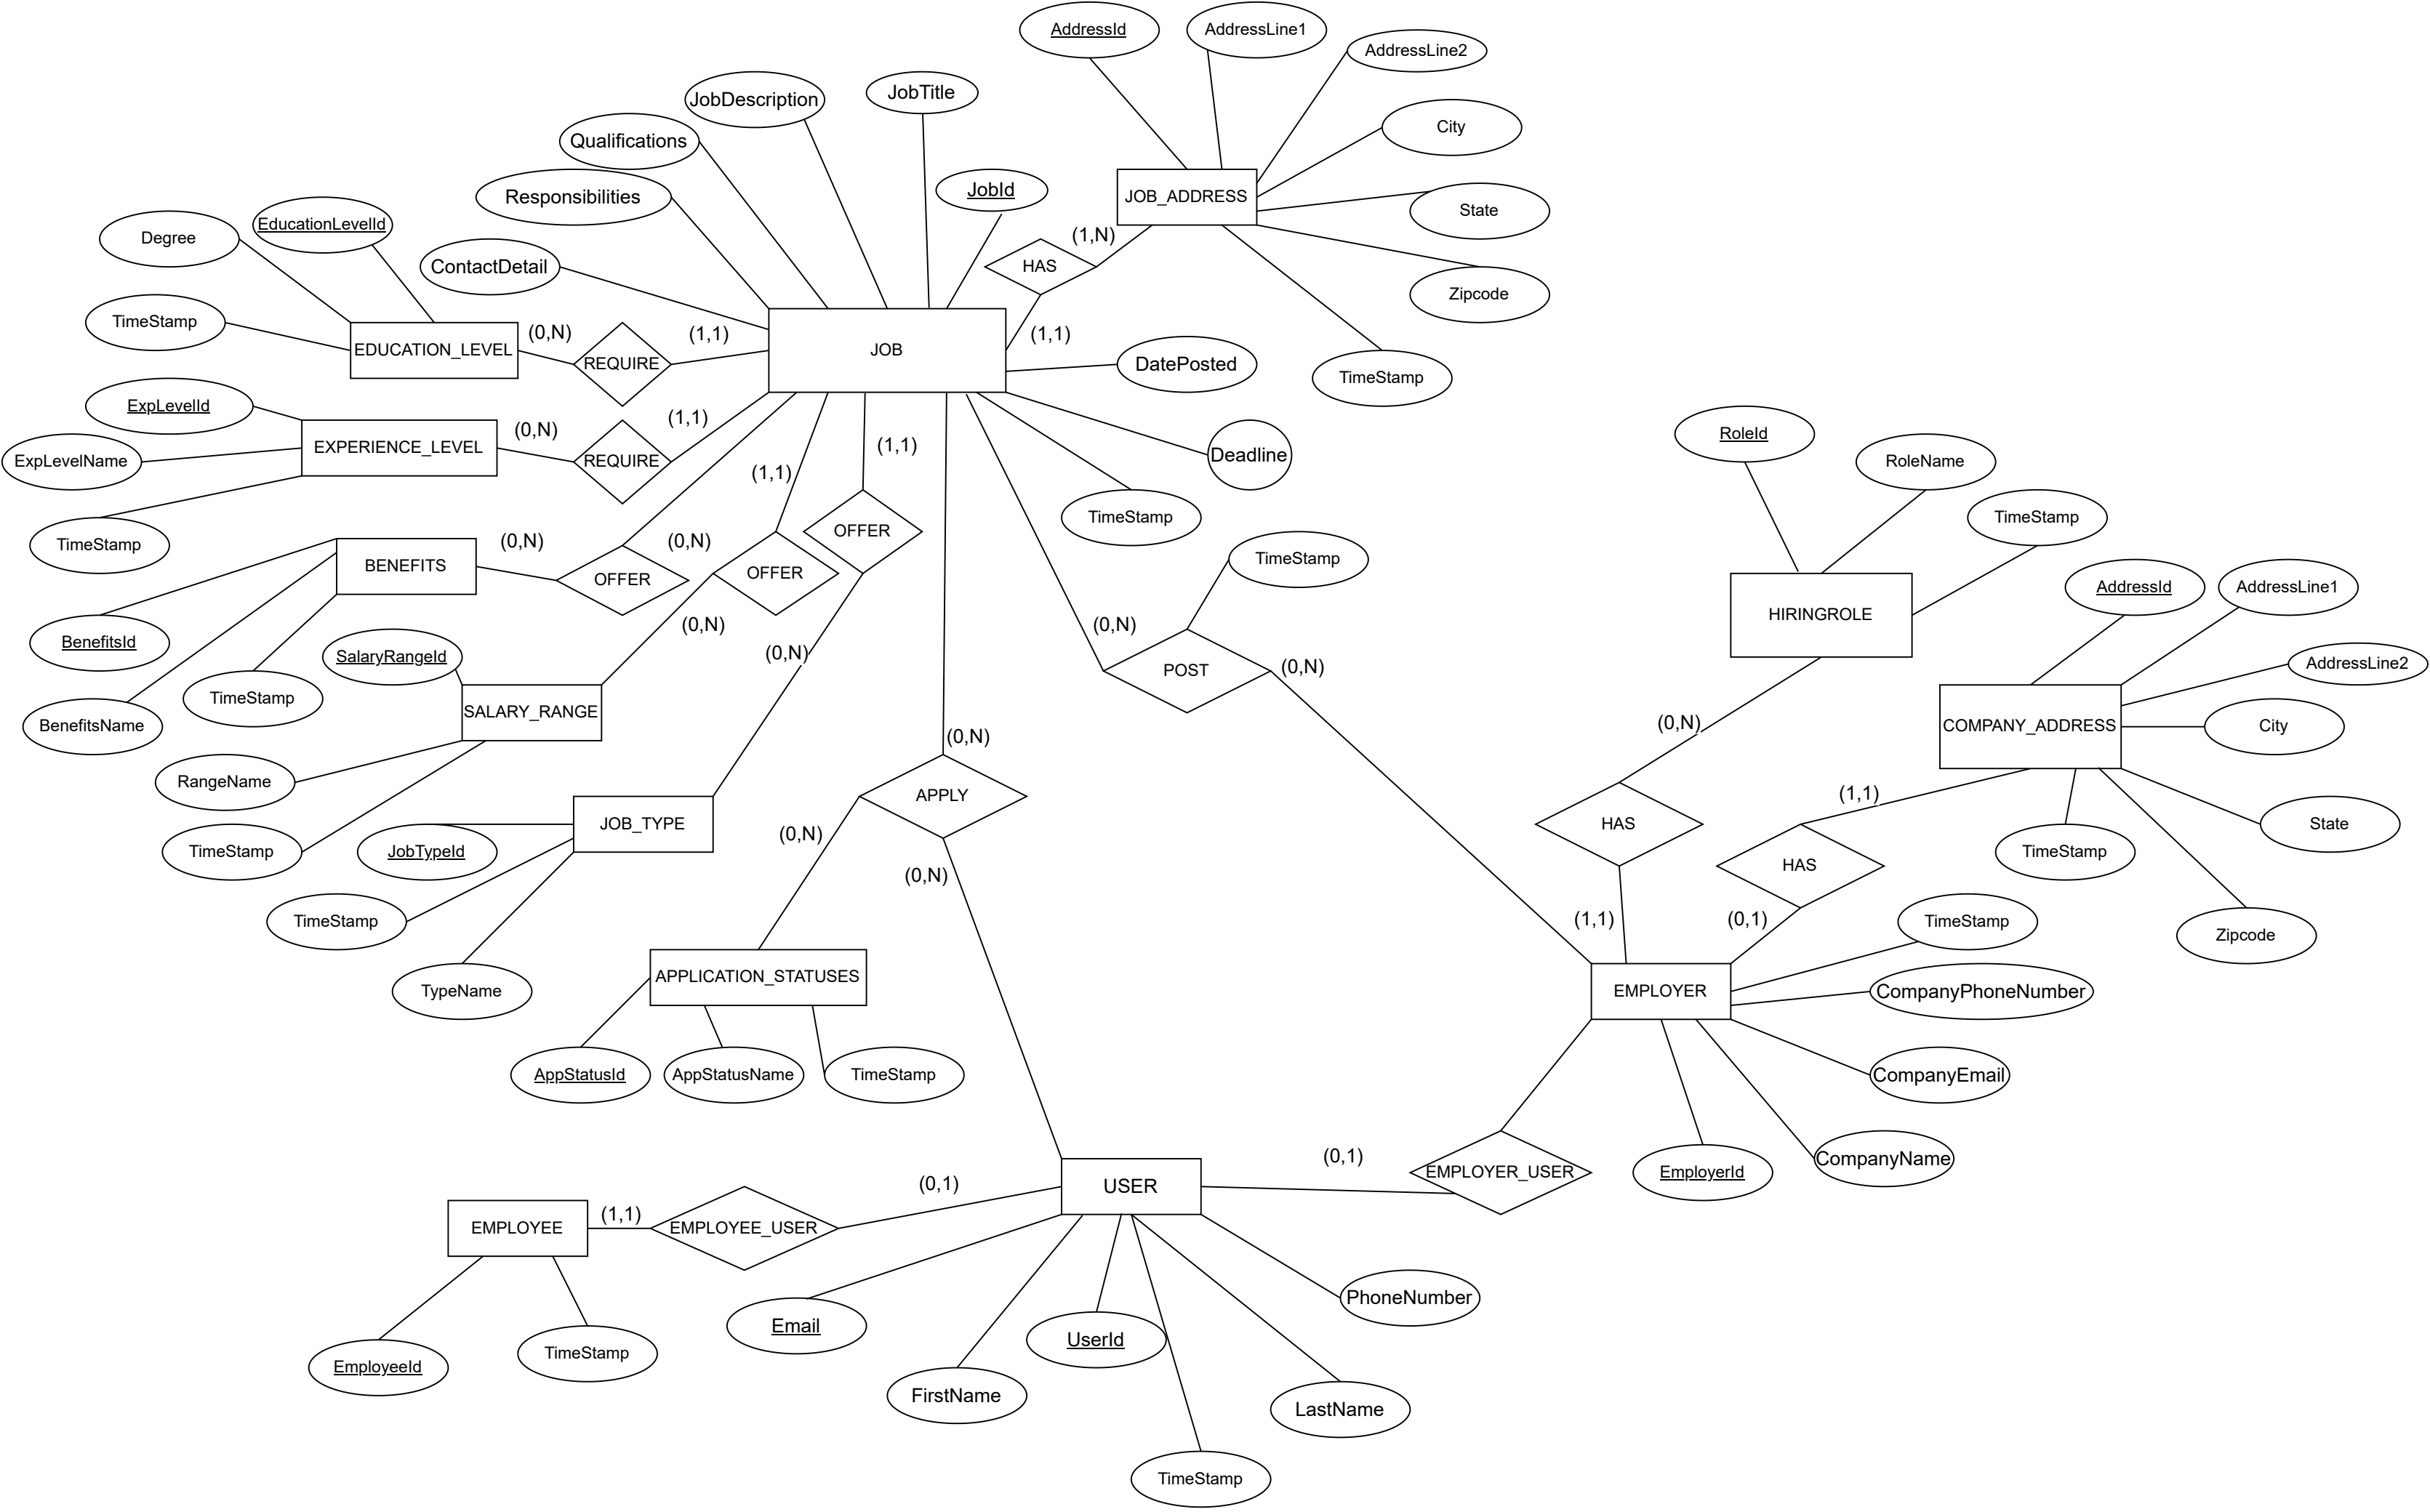 AddressId
AddressLine1
AddressLine2
JobDescription
JobTitle
City
Qualifications
JobId
Responsibilities
JOB_ADDRESS
State
EducationLevelId
Degree
(1,N)
ContactDetail
HAS
Zipcode
TimeStamp
(0,N)
(1,1)
(1,1)
EDUCATION_LEVEL
REQUIRE
JOB
DatePosted
TimeStamp
ExpLevelId
(1,1)
(0,N)
(1,1)
RoleId
EXPERIENCE_LEVEL
ExpLevelName
REQUIRE
Deadline
RoleName
(1,1)
TimeStamp
TimeStamp
TimeStamp
OFFER
(0,N)
(0,N)
BENEFITS
OFFER
OFFER
TimeStamp
AddressId
AddressLine1
HIRINGROLE
(0,N)
(0,N)
BenefitsId
SalaryRangeId
(0,N)
POST
(0,N)
AddressLine2
TimeStamp
BenefitsName
SALARY_RANGE
(0,N)
(0,N)
COMPANY_ADDRESS
City
RangeName
APPLY
(1,1)
JOB_TYPE
(0,N)
HAS
State
TimeStamp
JobTypeId
TimeStamp
HAS
(0,N)
TimeStamp
(1,1)
(0,1)
TimeStamp
Zipcode
APPLICATION_STATUSES
TypeName
EMPLOYER
CompanyPhoneNumber
AppStatusId
AppStatusName
TimeStamp
CompanyEmail
(0,1)
CompanyName
(0,1)
USER
EMPLOYER_USER
EmployerId
(1,1)
EMPLOYEE
EMPLOYEE_USER
PhoneNumber
Email
UserId
EmployeeId
TimeStamp
FirstName
LastName
TimeStamp